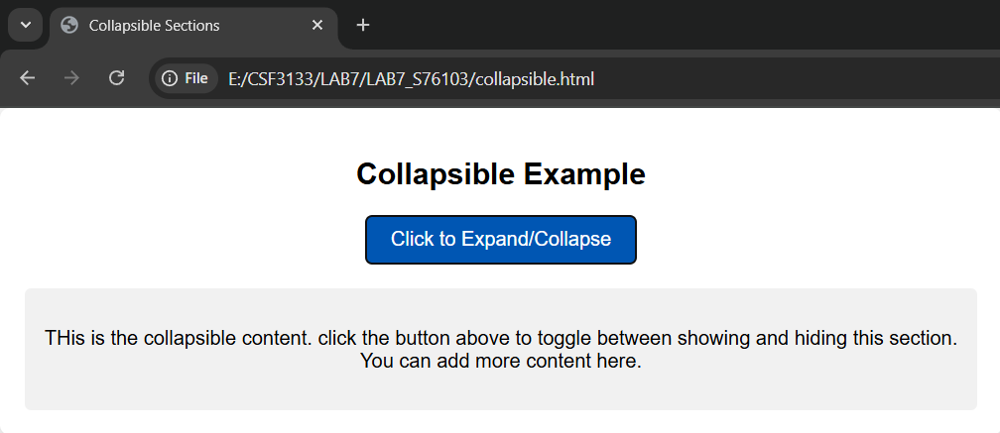 Collapsible Sections
File
E:/CSF3133/LAB7/LAB7_S76103/collapsible.html
Collapsible Example
Click to Expand/Collapse
THis is the collapsible content. click the button above to toggle between showing and hiding this section.
You can add more content here.